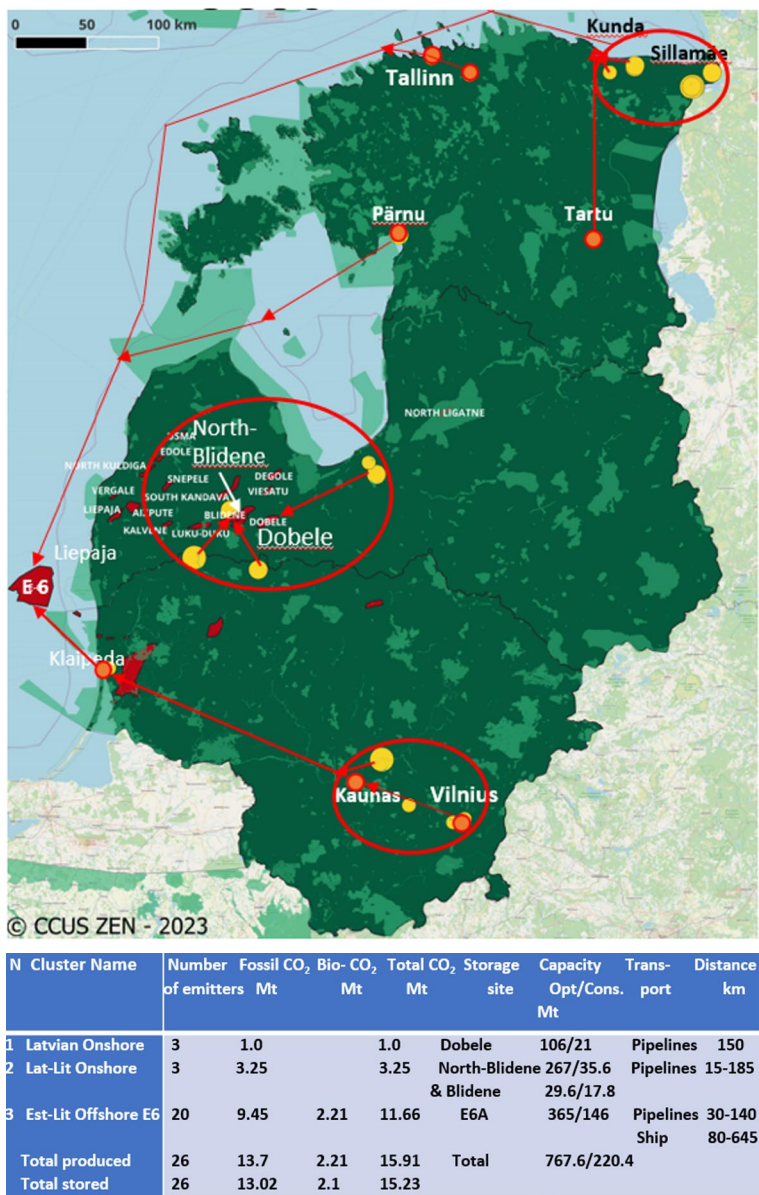 0 50 100 km
Kunda
Sillamäe
Tallinn
Pärnu
Tartu
NORTH LIGATNE
North-
Blidene
USMA
EDOLE
NORTH KULDIGA
SNEPELE
DEGOLE
VERGALE
SOUTH KANDAVA
VIESATU
LIEPAJA
AIZPUTE
BLIDENE
DOBELE
KALVENE
LUKU-DUKU
Dobele
Liepaja
E 6
Klaipeda
Kaunas
Vilnius
© CCUS ZEN - 2023
N Cluster Name Number Fossil CO₂ Bio- CO₂ Total CO₂ Storage Capacity Trans- Distance
of emitters Mt Mt Mt site Opt/Cons. port km
Mt
1 Latvian Onshore 3 1.0 1.0 Dobele 106/21 Pipelines 150
2 Lat-Lit Onshore 3 3.25 3.25 North-Blidene 267/35.6 Pipelines 15-185
& Blidene 29.6/17.8
3 Est-Lit Offshore E6 20 9.45 2.21 11.66 E6A 365/146 Pipelines 30-140
Ship 80-645
Total produced 26 13.7 2.21 15.91 Total 767.6/220.4
Total stored 26 13.02 2.1 15.23